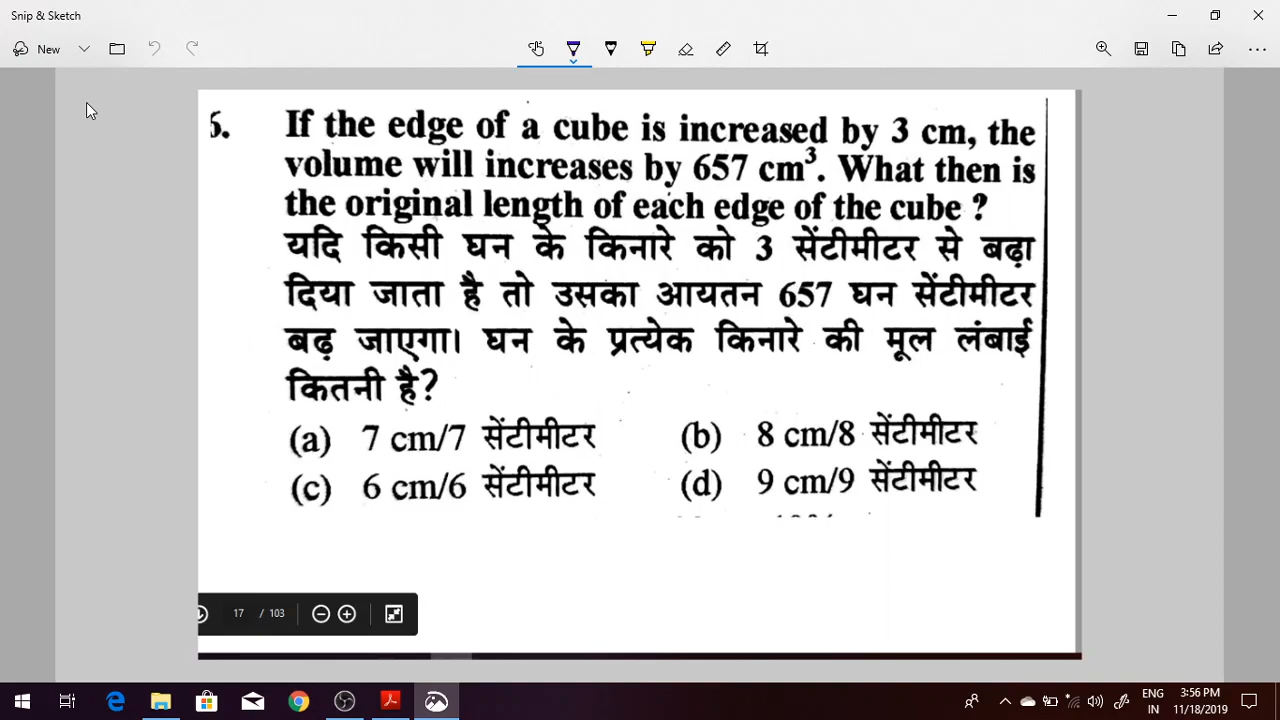 Snip & Sketch
New
6. If the edge of a cube is increased by 3 cm, the
volume will increases by 657 cm³. What then is
the original length of each edge of the cube ?
यदि किसी घन के किनारे को 3 सेंटीमीटर से बढ़ा
दिया जाता है तो उसका आयतन 657 घन सेंटीमीटर
बढ़ जाएगा। घन के प्रत्येक किनारे की मूल लंबाई
कितनी है?
(a) 7 cm/7 सेंटीमीटर (b) 8 cm/8 सेंटीमीटर
(c) 6 cm/6 सेंटीमीटर (d) 9 cm/9 सेंटीमीटर
17 / 103
ENG 3:56 PM
IN 11/18/2019